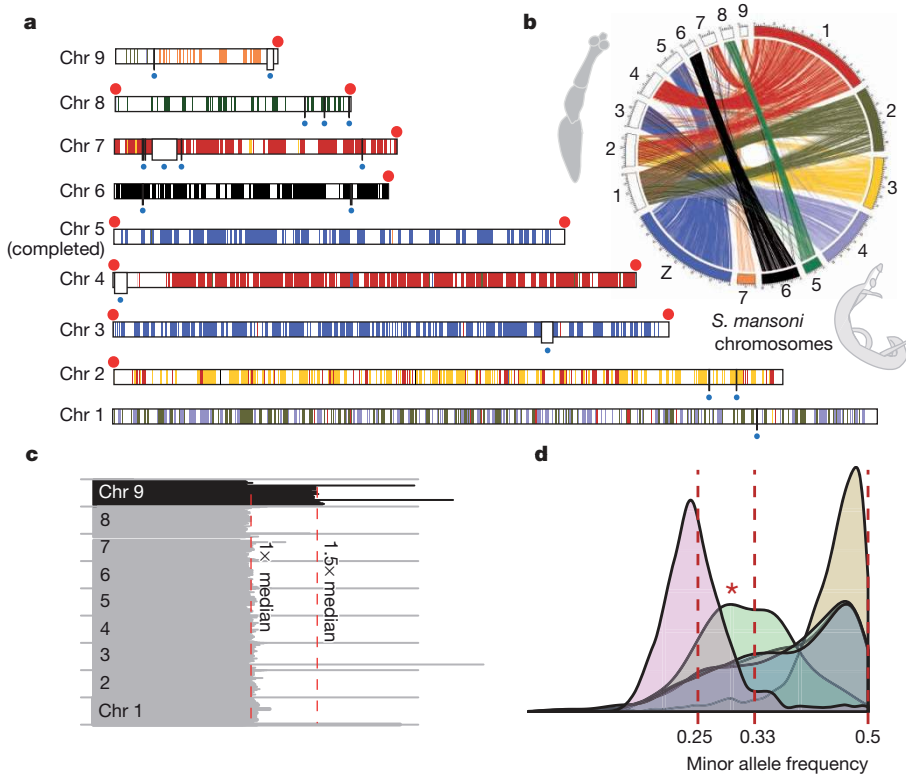 a
Chr 9
Chr 8
Chr 7
Chr 6
Chr 5
(completed)
Chr 4
Chr 3
Chr 2
Chr 1
b
1
2
3
4
5
6
7
Z
1
2
3
4
5
6
7
8
9
S. mansoni
chromosomes
c
Chr 9
8
7
6
5
4
3
2
Chr 1
1× median
1.5× median
d
*
0.25
0.33
0.5
Minor allele frequency